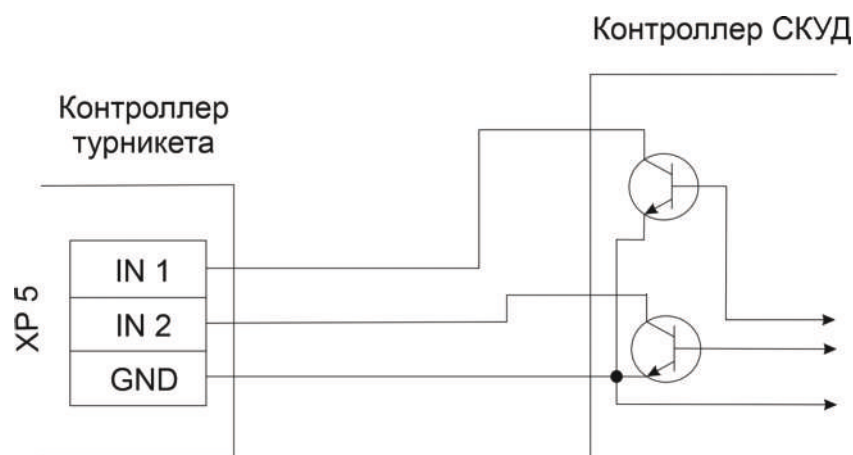 Контроллер СКУД
Контроллер
турникета
XP 5
IN 1
IN 2
GND